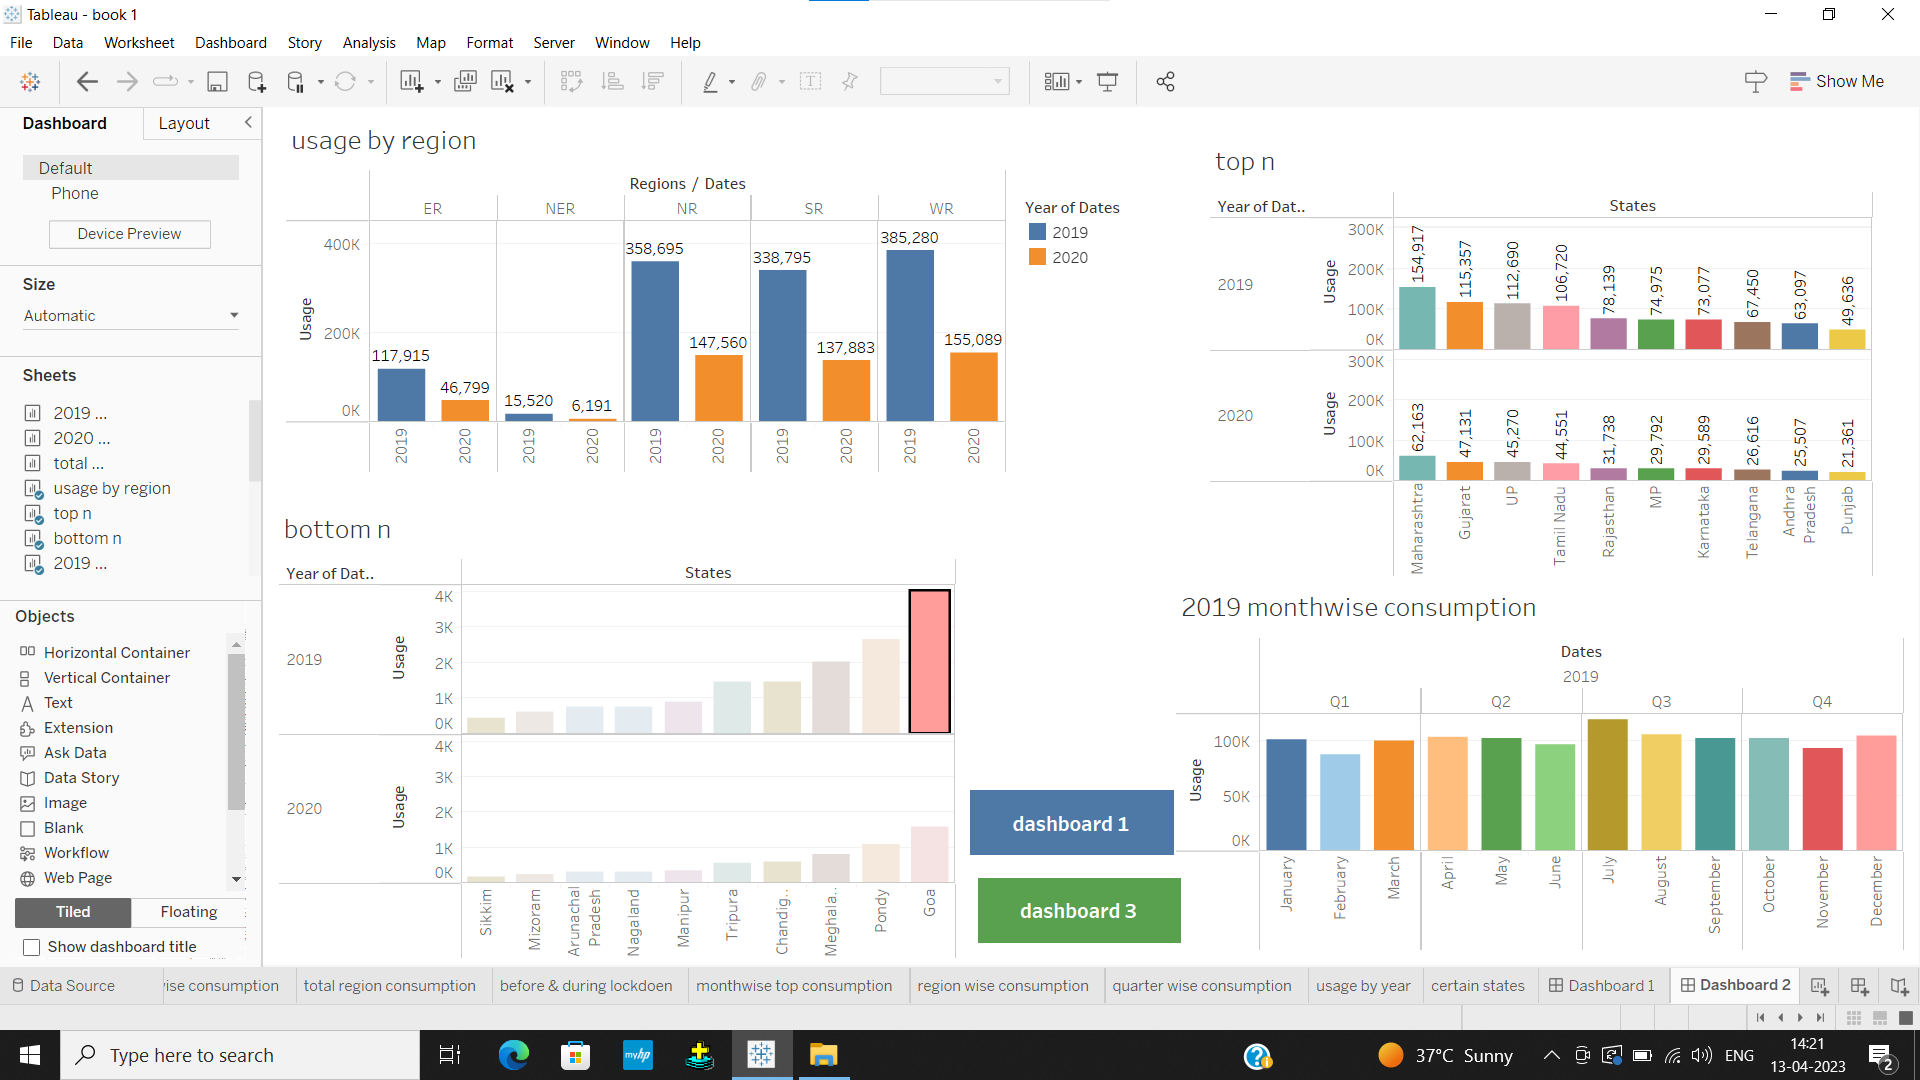 Tableau - book 1
File Data Worksheet Dashboard Story Analysis Map Format Server Window Help
Show Me
Dashboard Layout
Default
Phone
Device Preview
Size
Automatic
Sheets
2019 ...
2020 ...
total ...
usage by region
top n
bottom n
2019 ...
Objects
Horizontal Container
Vertical Container
Text
Extension
Ask Data
Data Story
Image
Blank
Workflow
Web Page
Tiled Floating
Show dashboard title
usage by region
Regions / Dates
ER NER NR SR WR
Usage
400K
200K
0K
117,915 46,799 15,520 6,191 358,695 147,560 338,795 137,883 385,280 155,089
2019 2020 2019 2020 2019 2020 2019 2020 2019 2020
Year of Dates
2019
2020
top n
Year of Dat.. States
2019
Usage
300K
200K
100K
0K
154,917 115,357 112,690 106,720 78,139 74,975 73,077 67,450 63,097 49,636
2020
Usage
300K
200K
100K
0K
62,163 47,131 45,270 44,551 31,738 29,792 29,589 26,616 25,507 21,361
Maharashtra
Gujarat
UP
Tamil Nadu
Rajasthan
MP
Karnataka
Telangana
Andhra
Pradesh
Punjab
bottom n
Year of Dat.. States
2019
Usage
4K
3K
2K
1K
0K
2020
Usage
4K
3K
2K
1K
0K
Sikkim
Mizoram
Arunachal
Pradesh
Nagaland
Manipur
Tripura
Chandig..
Meghala..
Pondy
Goa
dashboard 1
dashboard 3
2019 monthwise consumption
Dates
2019
Q1 Q2 Q3 Q4
Usage
100K
50K
0K
January
February
March
April
May
June
July
August
September
October
November
December
Data Source ise consumption total region consumption before & during lockdoen monthwise top consumption region wise consumption quarter wise consumption usage by year certain states Dashboard 1 Dashboard 2
Type here to search
myhp
37°C Sunny
ENG
14:21
13-04-2023
2